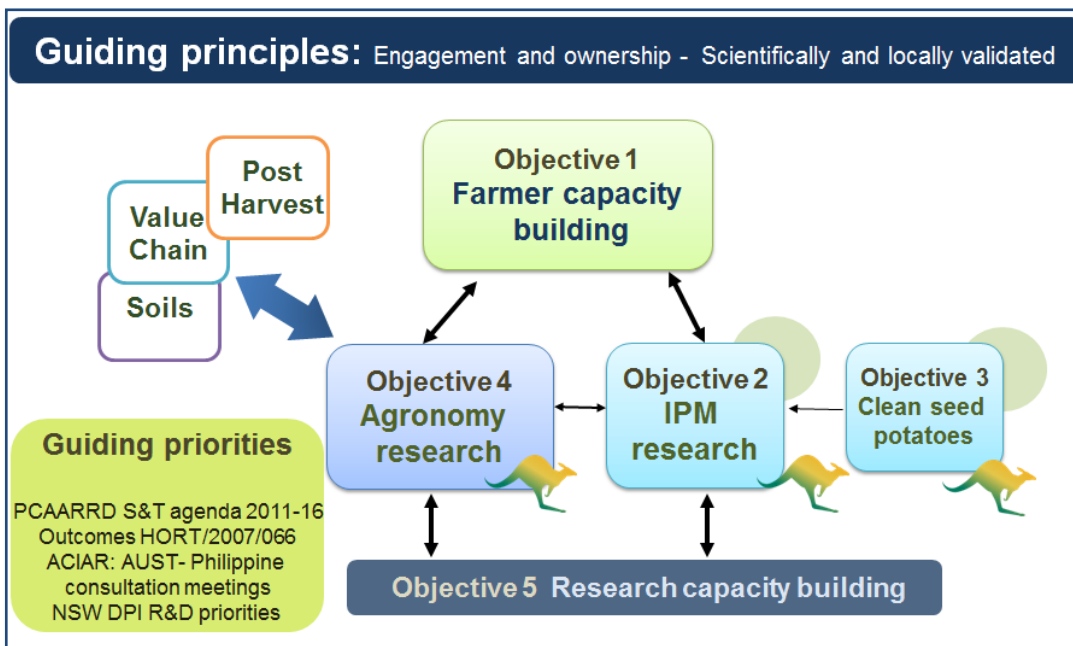 Guiding principles: Engagement and ownership - Scientifically and locally validated
Post
Harvest
Value
Chain
Soils
Objective 1
Farmer capacity
building
Objective 4
Agronomy
research
Objective 2
IPM
research
Objective 3
Clean seed
potatoes
Guiding priorities
PCAARRD S&T agenda 2011-16
Outcomes HORT/2007/066
ACIAR: AUST- Philippine
consultation meetings
NSW DPI R&D priorities
Objective 5 Research capacity building